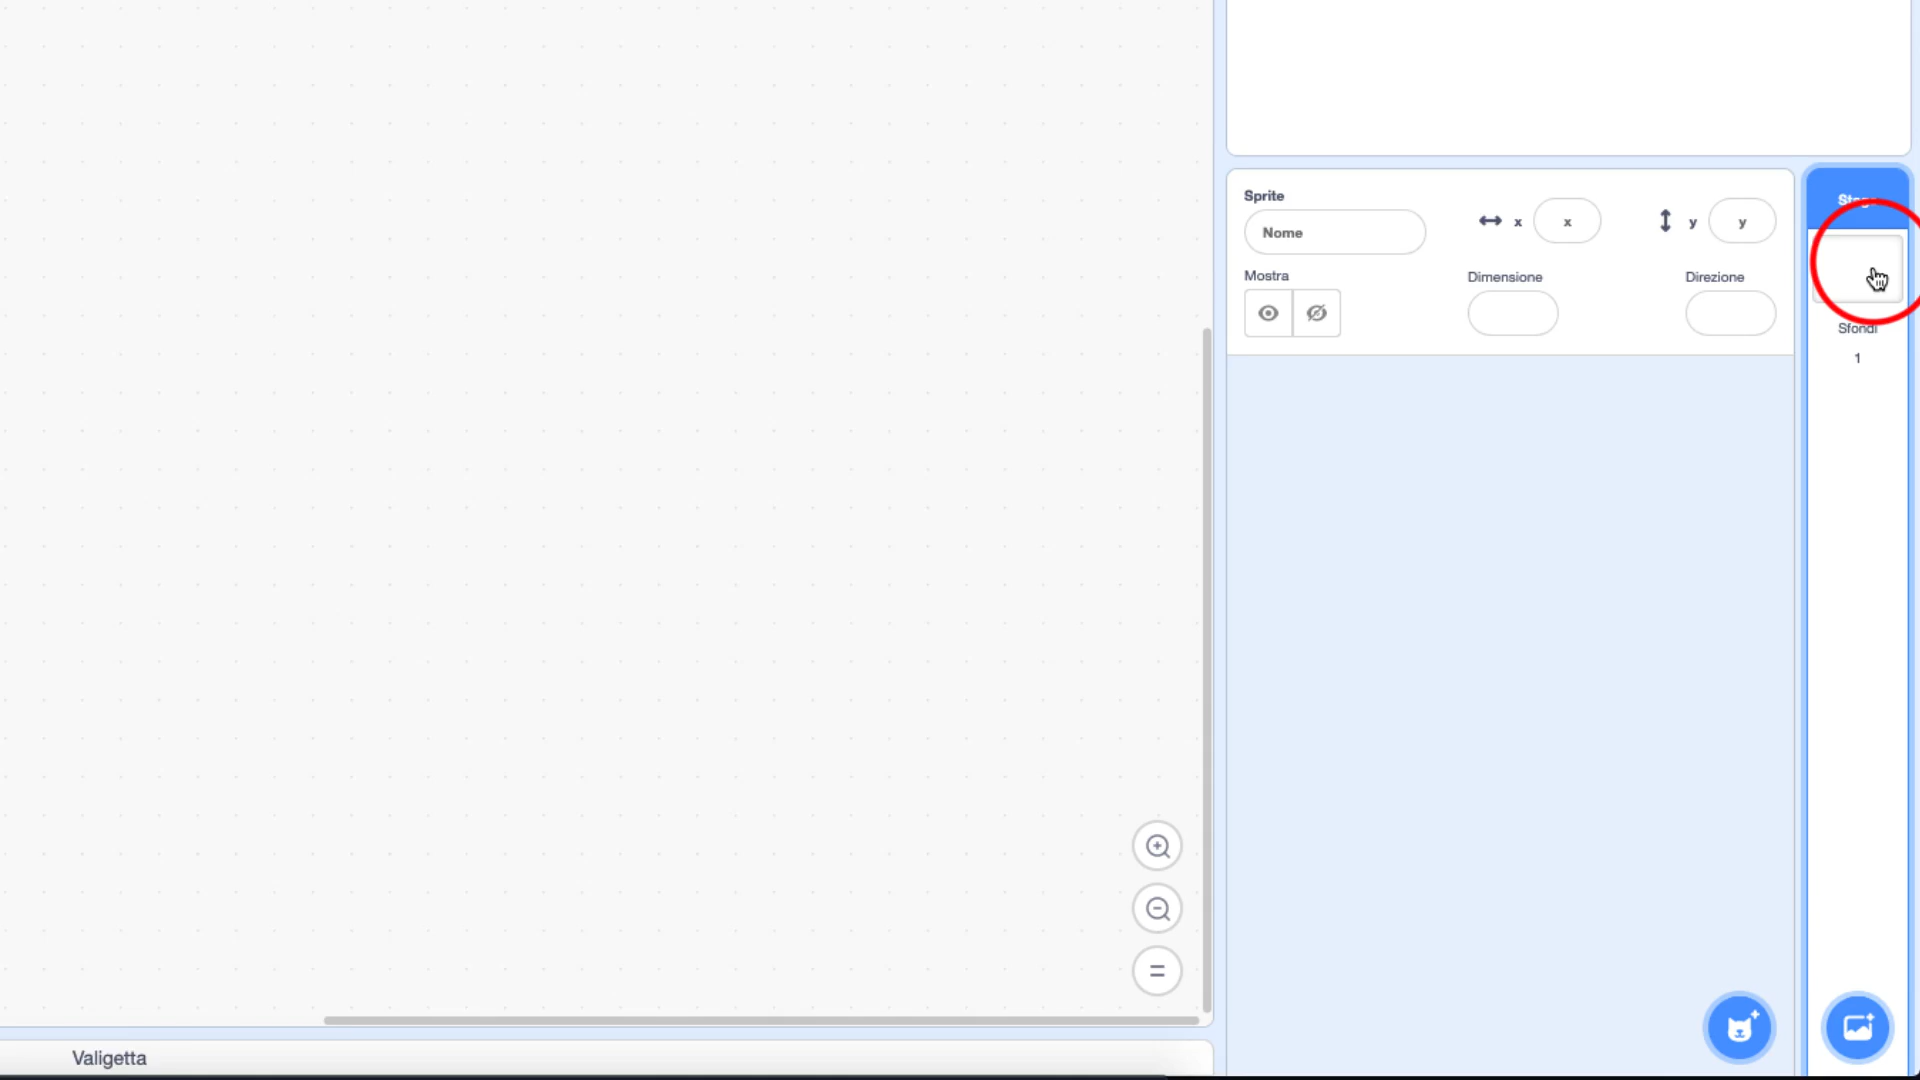 Sprite
Nome
x
x
y
y
Mostra
Dimensione
Direzione
Sfondi
1
Valigetta